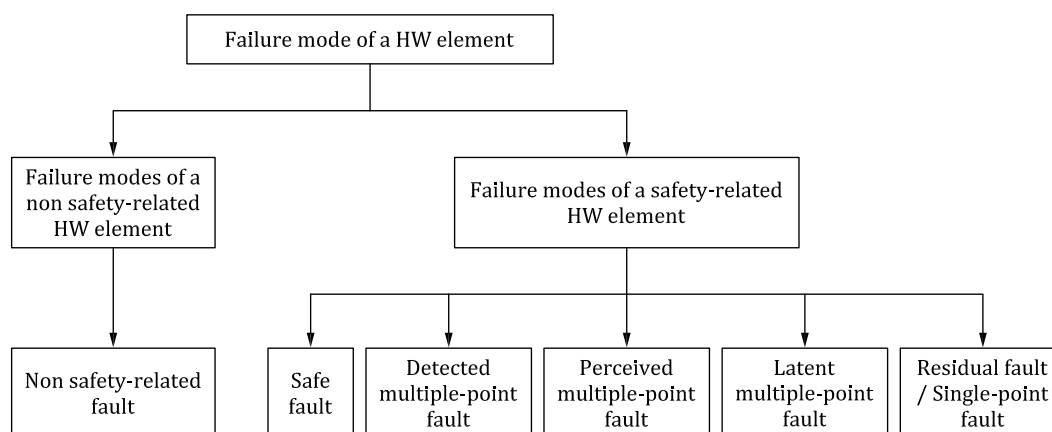 Failure mode of a HW element
Failure modes of a
non safety-related
HW element
Failure modes of a safety-related
HW element
Non safety-related
fault
Safe
fault
Detected
multiple-point
fault
Perceived
multiple-point
fault
Latent
multiple-point
fault
Residual fault
/ Single-point
fault